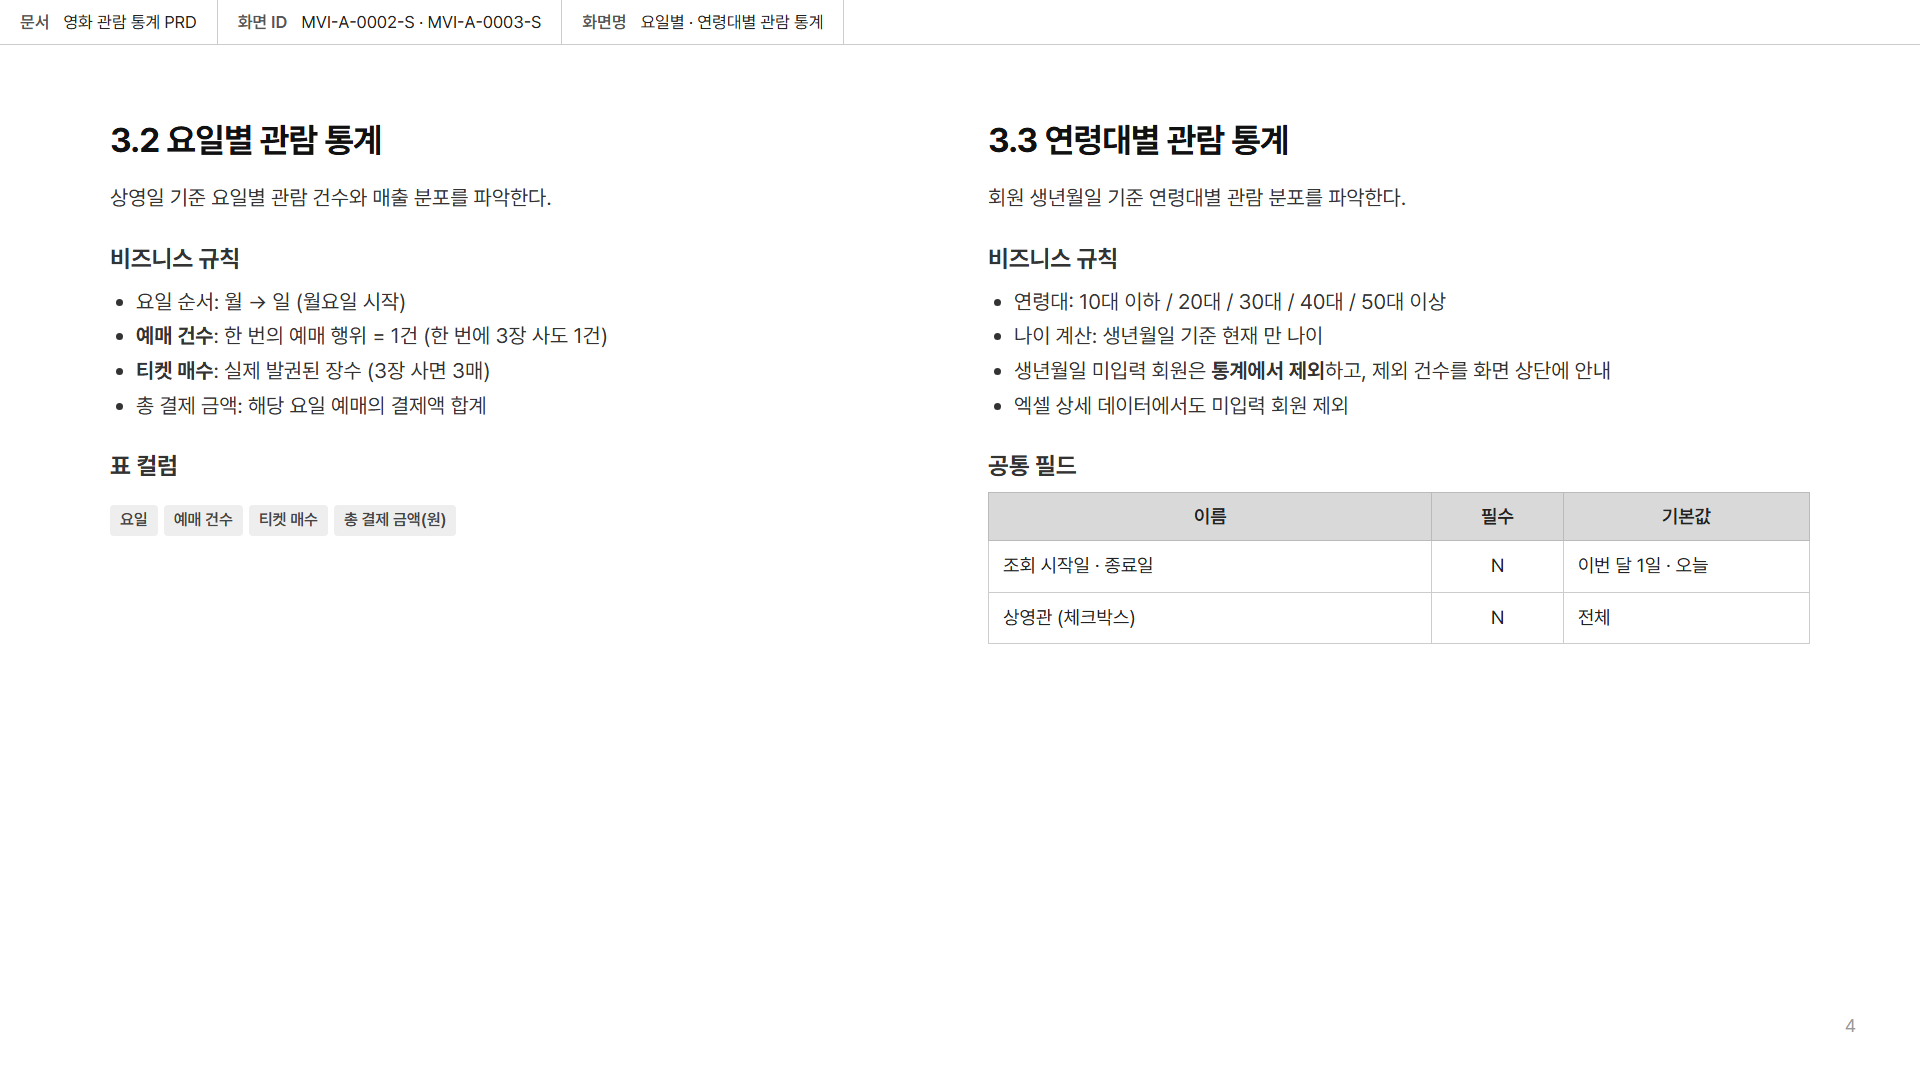 문서 영화 관람 통계 PRD 화면 ID MVI-A-0002-S · MVI-A-0003-S 화면명 요일별 · 연령대별 관람 통계
3.2 요일별 관람 통계
상영일 기준 요일별 관람 건수와 매출 분포를 파악한다.
비즈니스 규칙
• 요일 순서: 월 → 일 (월요일 시작)
• 예매 건수: 한 번의 예매 행위 = 1건 (한 번에 3장 사도 1건)
• 티켓 매수: 실제 발권된 장수 (3장 사면 3매)
• 총 결제 금액: 해당 요일 예매의 결제액 합계
표 컬럼
요일 예매 건수 티켓 매수 총 결제 금액(원)
3.3 연령대별 관람 통계
회원 생년월일 기준 연령대별 관람 분포를 파악한다.
비즈니스 규칙
• 연령대: 10대 이하 / 20대 / 30대 / 40대 / 50대 이상
• 나이 계산: 생년월일 기준 현재 만 나이
• 생년월일 미입력 회원은 통계에서 제외하고, 제외 건수를 화면 상단에 안내
• 엑셀 상세 데이터에서도 미입력 회원 제외
공통 필드
이름 필수 기본값
조회 시작일 · 종료일 N 이번 달 1일 · 오늘
상영관 (체크박스) N 전체
4